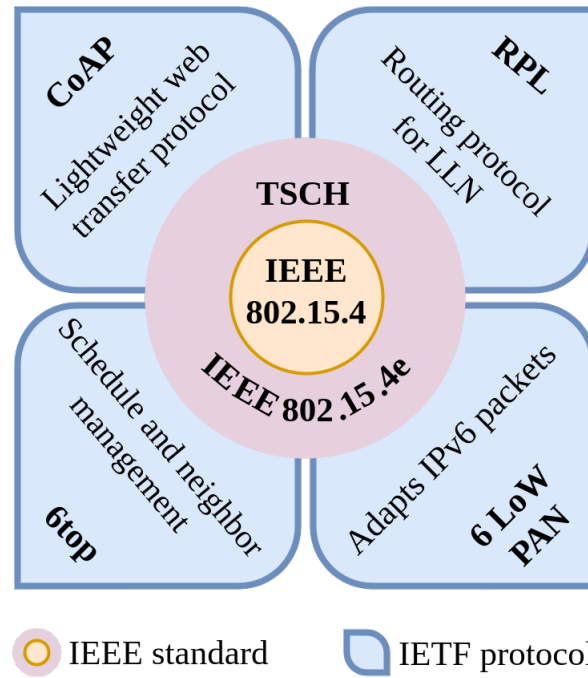 CoAP
Lightweight web
transfer protocol
RPL
Routing protocol
for LLN
TSCH
IEEE
802.15.4
IEEE 802.15.4e
Schedule and neighbor
management
6top
Adapts IPv6 packets
6 LoW
PAN
IEEE standard
IETF protocol